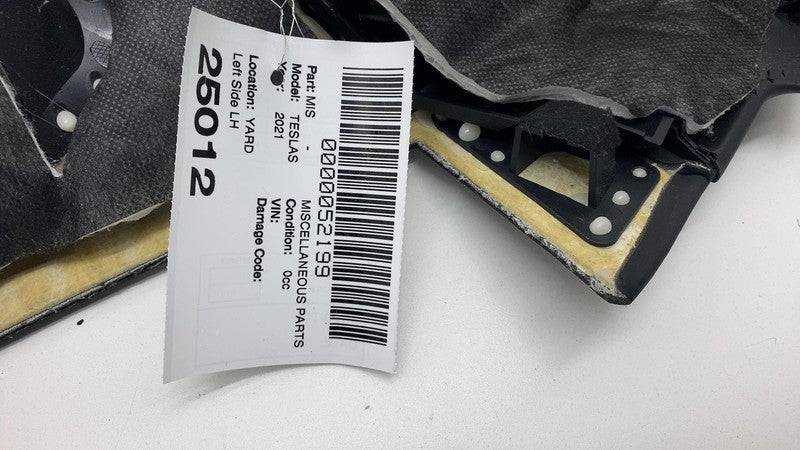 0000052199
Part: MIS - MISCELLANEOUS PARTS
Model: TESLAS Condition: 0cc
2021 VIN:
Damage Code:
Location: YARD
Left Side LH
25012